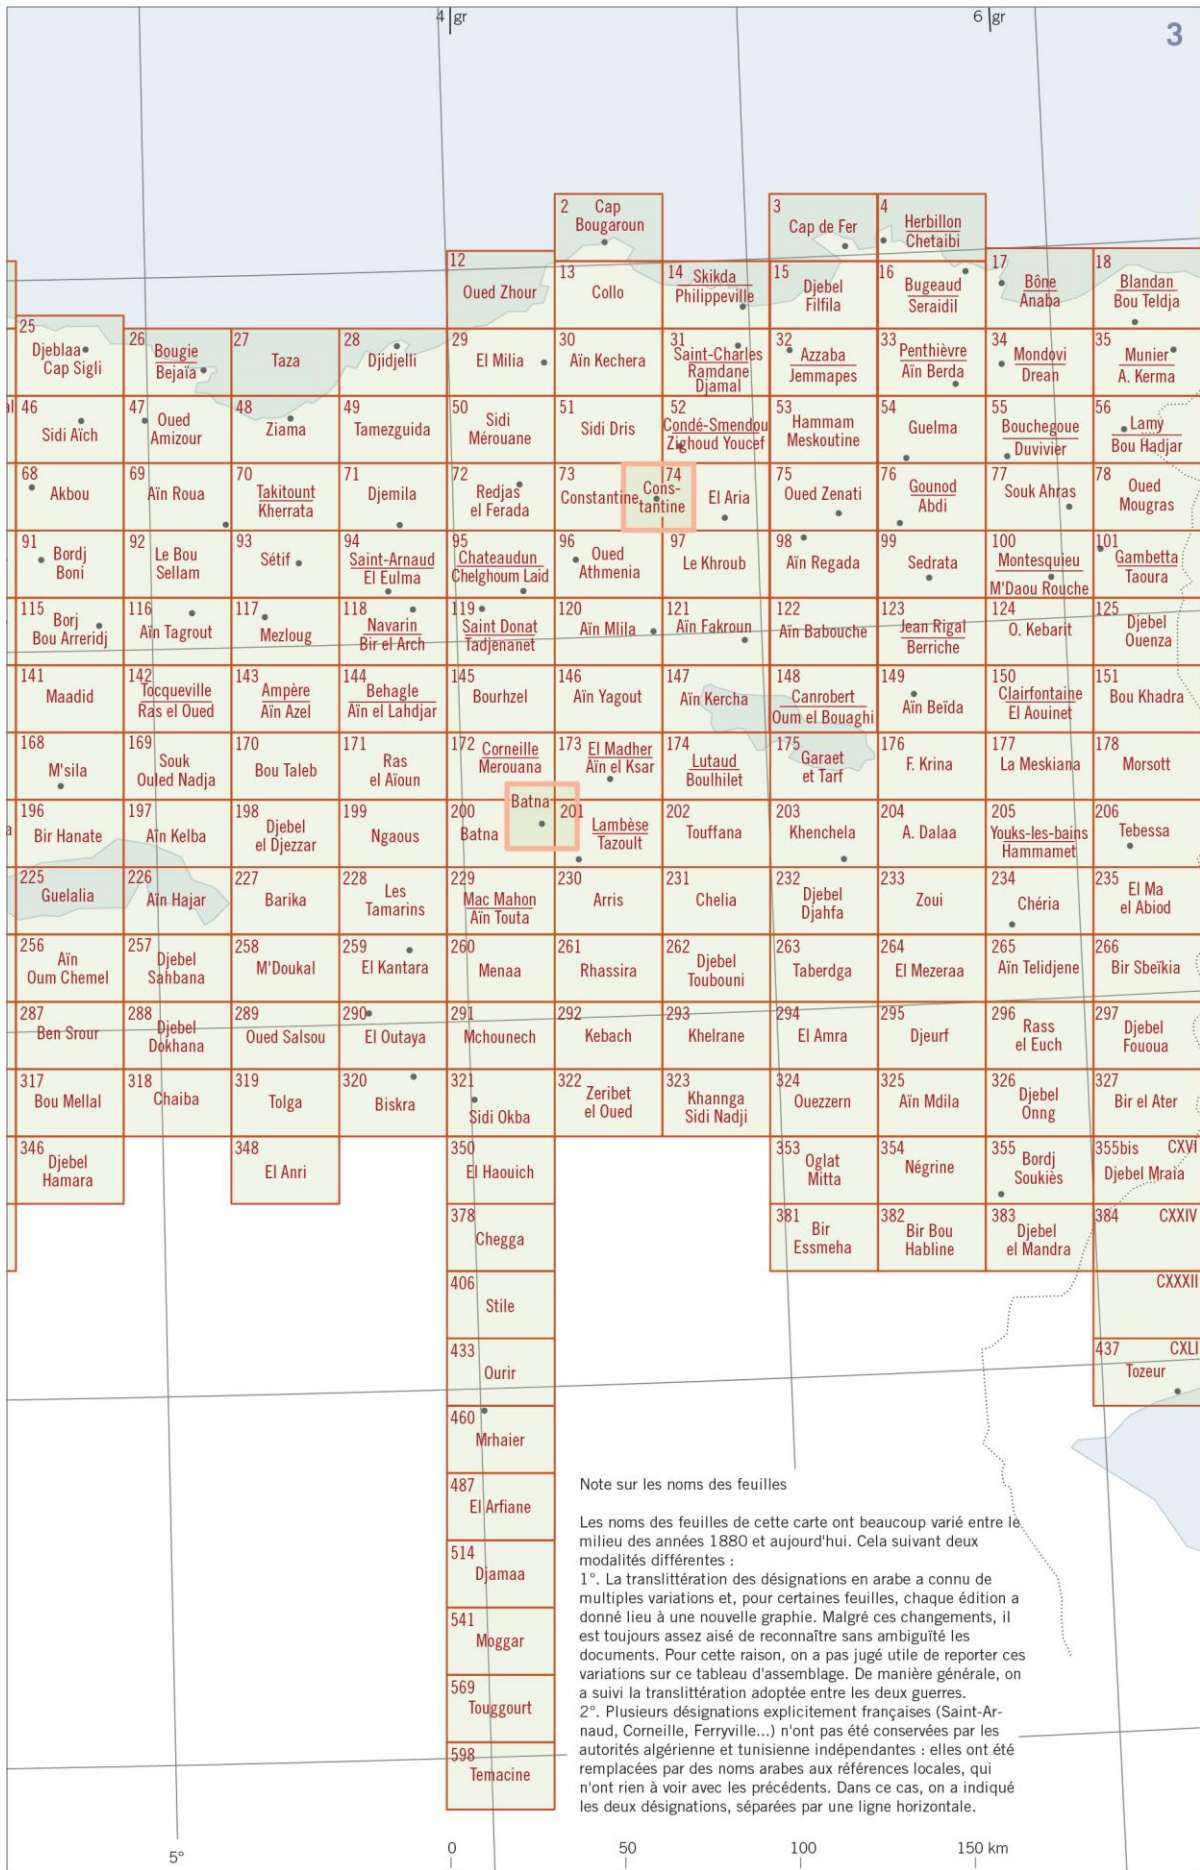 4 gr
6 gr
3
2 Cap
Bougaroun
3
Cap de Fer
4
Herbillon
Chetaibi
12
Oued Zhour
13
Collo
14 Skikda
Philippeville
15
Djebel
Filfila
16
Bugeaud
Seraidil
17
Bône
Anaba
18
Blandan
Bou Teldja
25
Djeblaa
Cap Sigli
26
Bougie
Bejaïa
27
Taza
28
Djidjelli
29
El Milia
30
Aïn Kechera
31
Saint-Charles
Ramdane
Djamal
32
Azzaba
Jemmapes
33
Penthièvre
Aïn Berda
34
Mondovi
Drean
35
Munier
A. Kerma
al
46
Sidi Aïch
47
Oued
Amizour
48
Ziama
49
Tamezguida
50
Sidi
Mérouane
51
Sidi Dris
52
Condé-Smendou
Zighoud Youcef
53
Hammam
Meskoutine
54
Guelma
55
Bouchegoue
Duvivier
56
Lamy
Bou Hadjar
68
Akbou
69
Aïn Roua
70
Takitount
Kherrata
71
Djemila
72
Redjas
el Ferada
73
Constantine
Cons-
tantine
74
El Aria
75
Oued Zenati
76
Gounod
Abdi
77
Souk Ahras
78
Oued
Mougras
91
Bordj
Boni
92
Le Bou
Sellam
93
Sétif
94
Saint-Arnaud
El Eulma
95
Chateaudun
Chelghoum Laid
96
Oued
Athmenia
97
Le Khroub
98
Aïn Regada
99
Sedrata
100
Montesquieu
M'Daou Rouche
101
Gambetta
Taoura
115
Borj
Bou Arreridj
116
Aïn Tagrout
117
Mezloug
118
Navarin
Bir el Arch
119
Saint Donat
Tadjenanet
120
Aïn Mlila
121
Aïn Fakroun
122
Aïn Babouche
123
Jean Rigal
Berriche
124
O. Kebarit
125
Djebel
Ouenza
141
Maadid
142
Tocqueville
Ras el Oued
143
Ampère
Aïn Azel
144
Behagle
Aïn el Lahdjar
145
Bourhzel
146
Aïn Yagout
147
Aïn Kercha
148
Canrobert
Oum el Bouaghi
149
Aïn Beïda
150
Clairfontaine
El Aouinet
151
Bou Khadra
168
M'sila
169
Souk
Ouled Nadja
170
Bou Taleb
171
Ras
el Aïoun
172
Corneille
Merouana
173
El Madher
Aïn el Ksar
174
Lutaud
Boulhilet
175
Garaet
et Tarf
176
F. Krina
177
La Meskiana
178
Morsott
a
196
Bir Hanate
197
Aïn Kelba
198
Djebel
el Djezzar
199
Ngaous
200
Batna
Batna
201
Lambèse
Tazoult
202
Touffana
203
Khenchela
204
A. Dalaa
205
Youks-les-bains
Hammamet
206
Tebessa
225
Guelalia
226
Aïn Hajar
227
Barika
228
Les
Tamarins
229
Mac Mahon
Aïn Touta
230
Arris
231
Chelia
232
Djebel
Djahfa
233
Zoui
234
Chéria
235
El Ma
el Abiod
256
Aïn
Oum Chemel
257
Djebel
Sahbana
258
M'Doukal
259
El Kantara
260
Menaa
261
Rhassira
262
Djebel
Toubouni
263
Taberdga
264
El Mezeraa
265
Aïn Telidjene
266
Bir Sbeïkia
287
Ben Srour
288
Djebel
Dokhana
289
Oued Salsou
290
El Outaya
291
Mchounech
292
Kebach
293
Khelrane
294
El Amra
295
Djeurf
296
Rass
el Euch
297
Djebel
Fououa
317
Bou Mellal
318
Chaiba
319
Tolga
320
Biskra
321
Sidi Okba
322
Zeribet
el Oued
323
Khannga
Sidi Nadji
324
Ouezzern
325
Aïn Mdila
326
Djebel
Onng
327
Bir el Ater
346
Djebel
Hamara
348
El Anri
350
El Haouich
353
Oglat
Mitta
354
Négrine
355
Bordj
Soukiès
355bis CXVI
Djebel Mraia
378
Chegga
381
Bir
Essmeha
382
Bir Bou
Habline
383
Djebel
el Mandra
384 CXXIV
406
Stile
CXXXII
433
Ourir
437 CXLI
Tozeur
460
Mrhaier
487
El Arfiane
514
Djamaa
541
Moggar
569
Touggourt
598
Temacine
Note sur les noms des feuilles
Les noms des feuilles de cette carte ont beaucoup varié entre le
milieu des années 1880 et aujourd'hui. Cela suivant deux
modalités différentes :
1°. La translittération des désignations en arabe a connu de
multiples variations et, pour certaines feuilles, chaque édition a
donné lieu à une nouvelle graphie. Malgré ces changements, il
est toujours assez aisé de reconnaître sans ambiguïté les
documents. Pour cette raison, on a pas jugé utile de reporter ces
variations sur ce tableau d'assemblage. De manière générale, on
a suivi la translittération adoptée entre les deux guerres.
2°. Plusieurs désignations explicitement françaises (Saint-Ar-
naud, Corneille, Ferryville...) n'ont pas été conservées par les
autorités algérienne et tunisienne indépendantes : elles ont été
remplacées par des noms arabes aux références locales, qui
n'ont rien à voir avec les précédents. Dans ce cas, on a indiqué
les deux désignations, séparées par une ligne horizontale.
5°
0 50 100 150 km